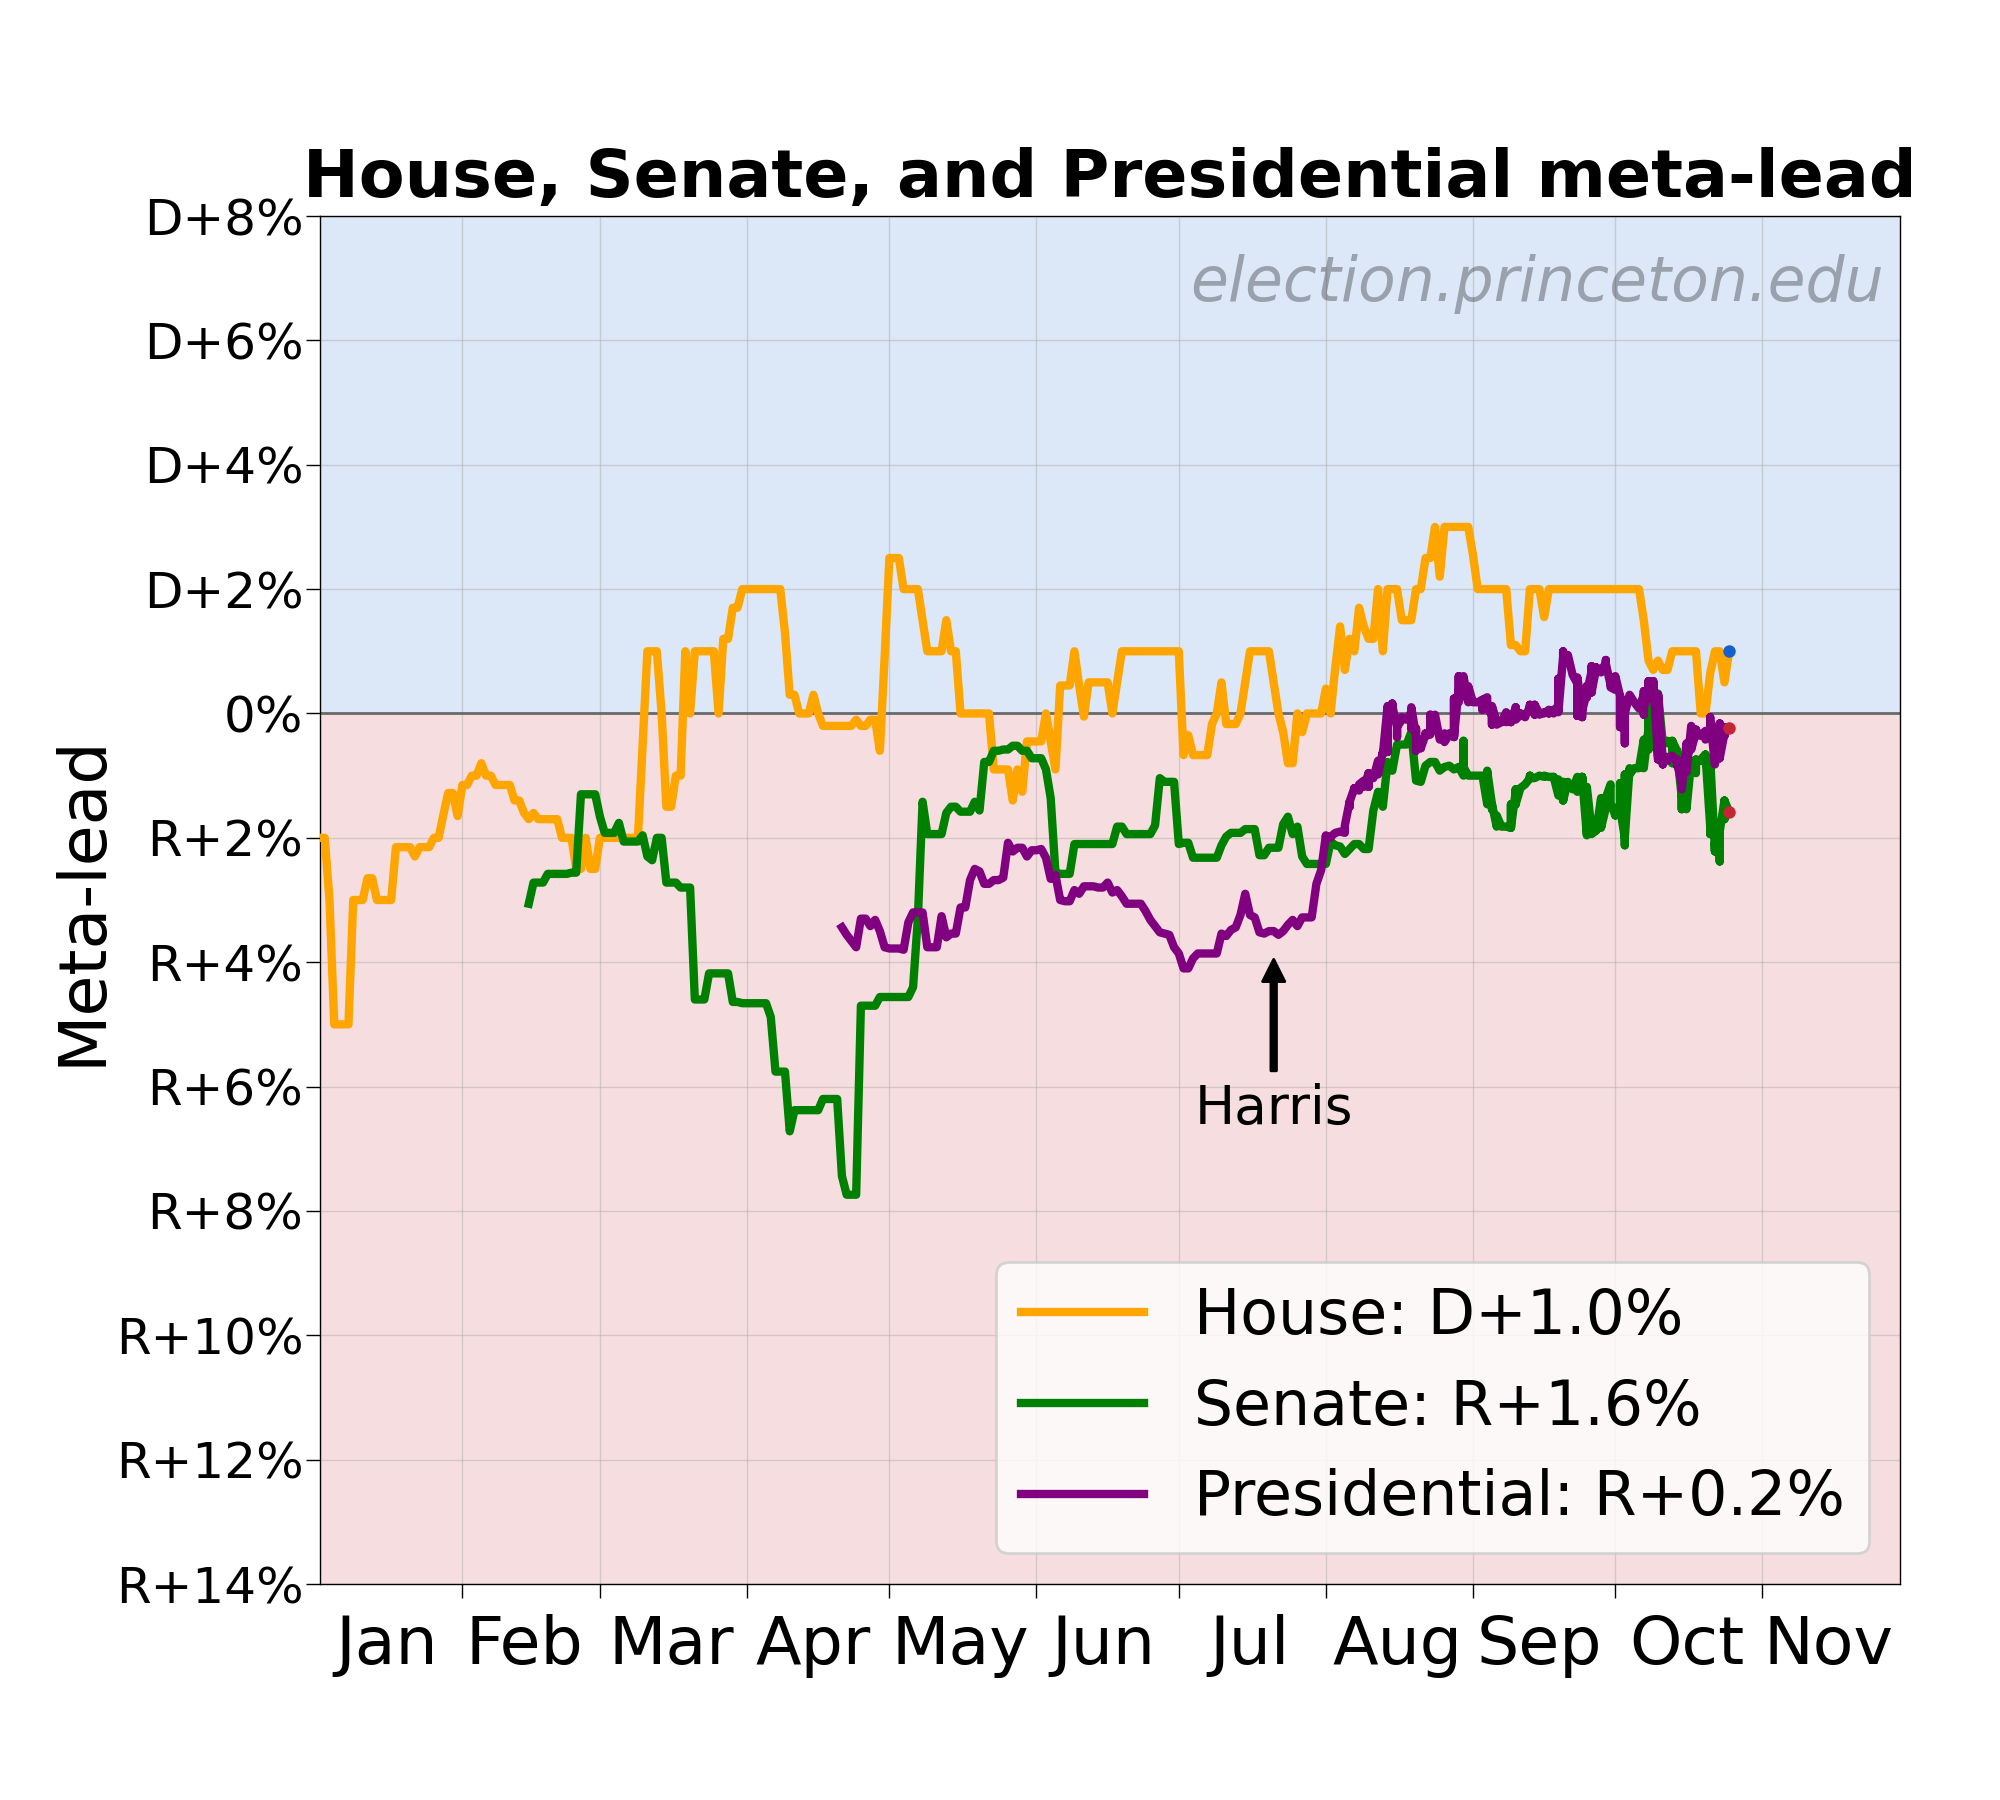 House, Senate, and Presidential meta-lead
election.princeton.edu
D+8%
D+6%
D+4%
D+2%
0%
R+2%
R+4%
R+6%
R+8%
R+10%
R+12%
R+14%
Meta-lead
Harris
House: D+1.0%
Senate: R+1.6%
Presidential: R+0.2%
Jan Feb Mar Apr May Jun Jul Aug Sep Oct Nov